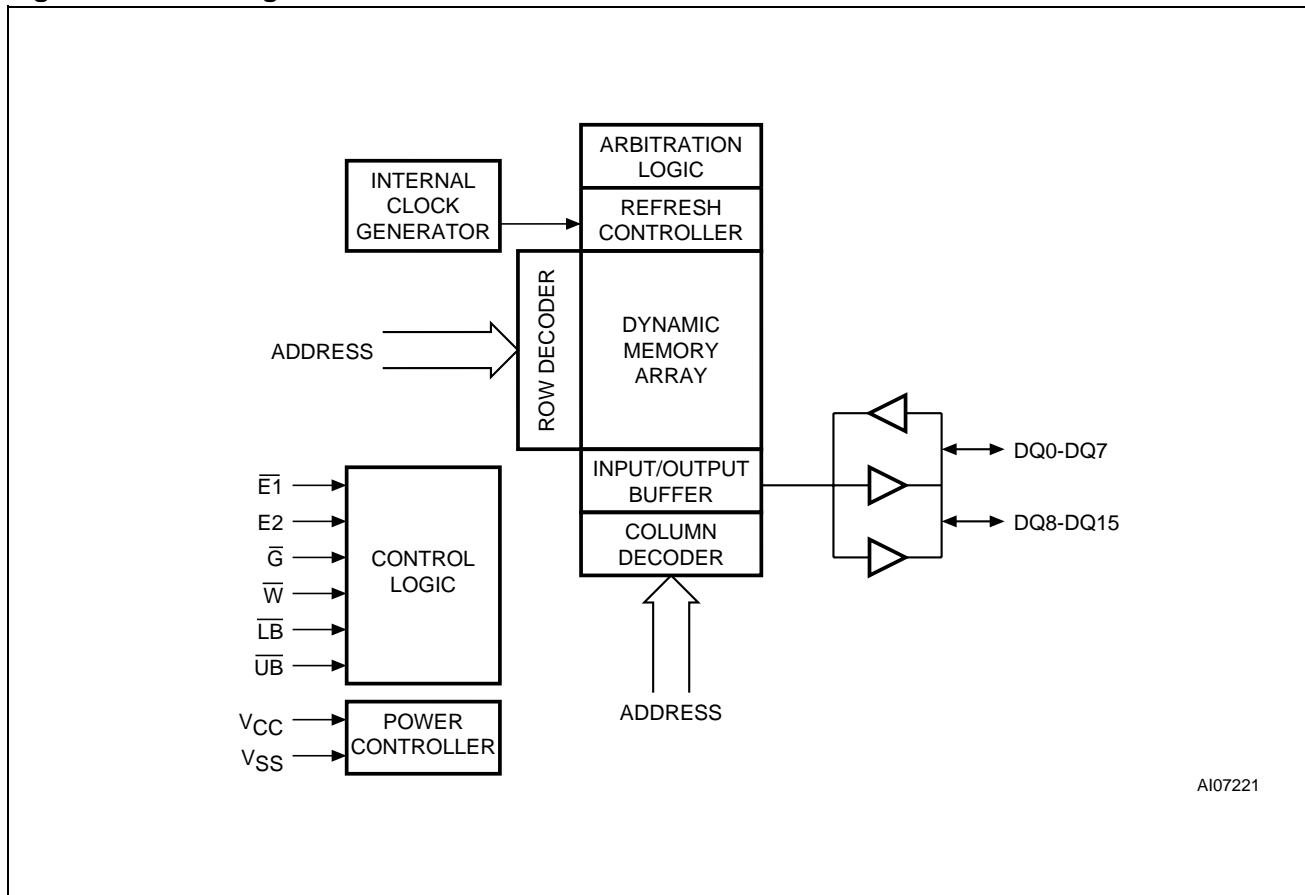 ARBITRATION
LOGIC
INTERNAL
CLOCK
GENERATOR
REFRESH
CONTROLLER
ROW DECODER
DYNAMIC
MEMORY
ARRAY
ADDRESS
INPUT/OUTPUT
BUFFER
COLUMN
DECODER
DQ0-DQ7
DQ8-DQ15
E1
E2
G
W
LB
UB
CONTROL
LOGIC
VCC
VSS
POWER
CONTROLLER
ADDRESS
AI07221